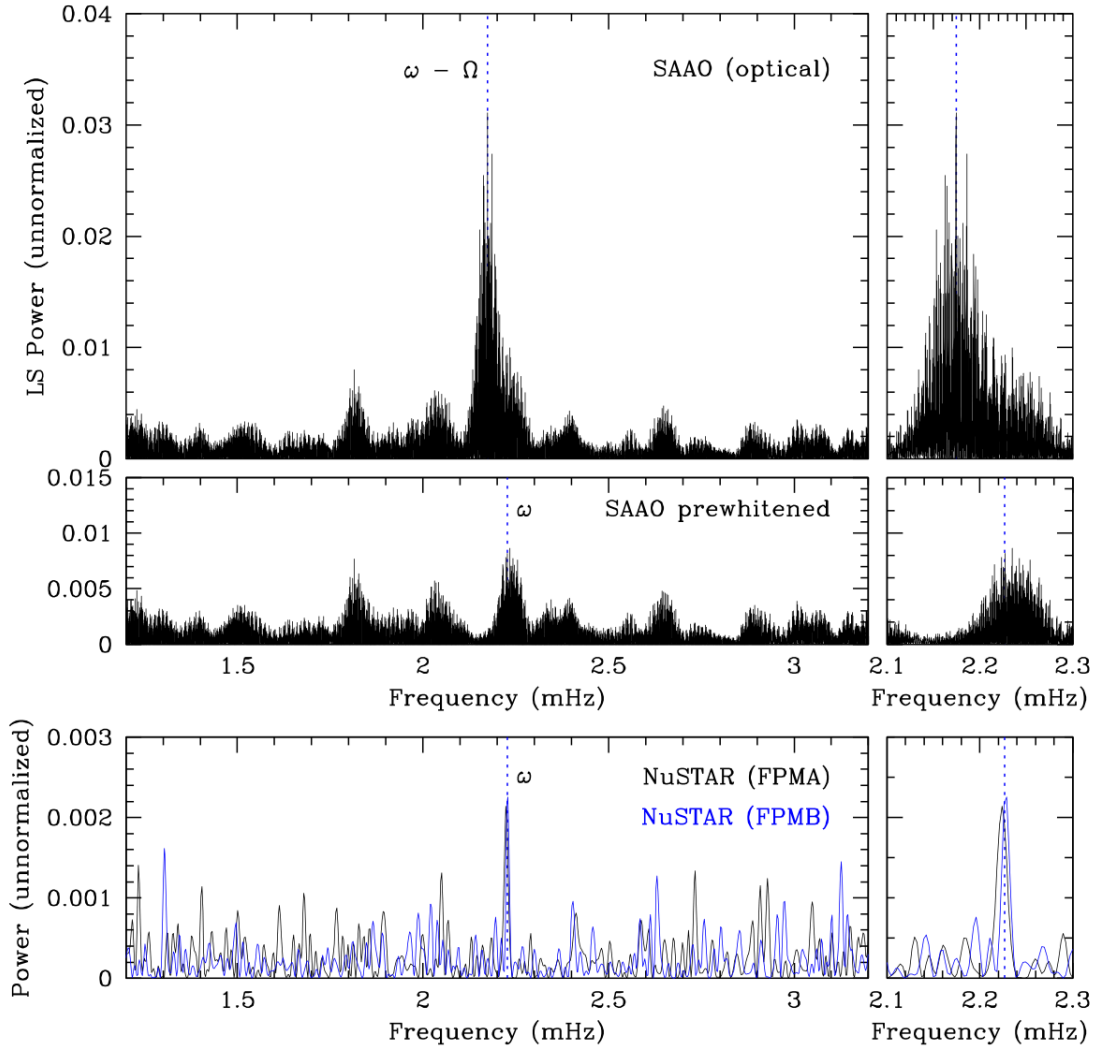 0.04
ω − Ω
SAAO (optical)
0.03
0.02
0.01
0
LS Power (unnormalized)
0.015
ω
SAAO prewhitened
0.01
0.005
0
1.5
2
2.5
3
2.1
2.2
2.3
Frequency (mHz)
Frequency (mHz)
0.003
ω
NuSTAR (FPMA)
NuSTAR (FPMB)
0.002
0.001
0
Power (unnormalized)
1.5
2
2.5
3
2.1
2.2
2.3
Frequency (mHz)
Frequency (mHz)